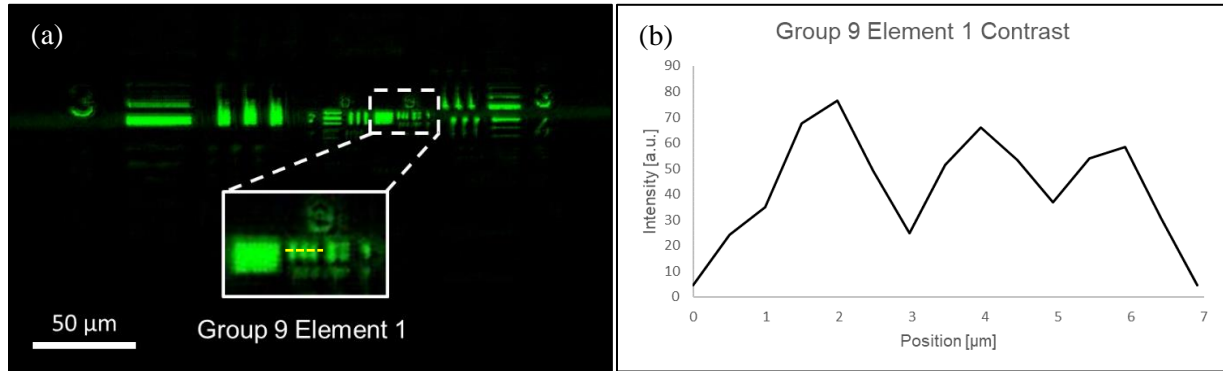 (a)
50 µm
Group 9 Element 1
(b)
Group 9 Element 1 Contrast
Intensity [a.u.]
90
80
70
60
50
40
30
20
10
0
0 1 2 3 4 5 6 7
Position [µm]